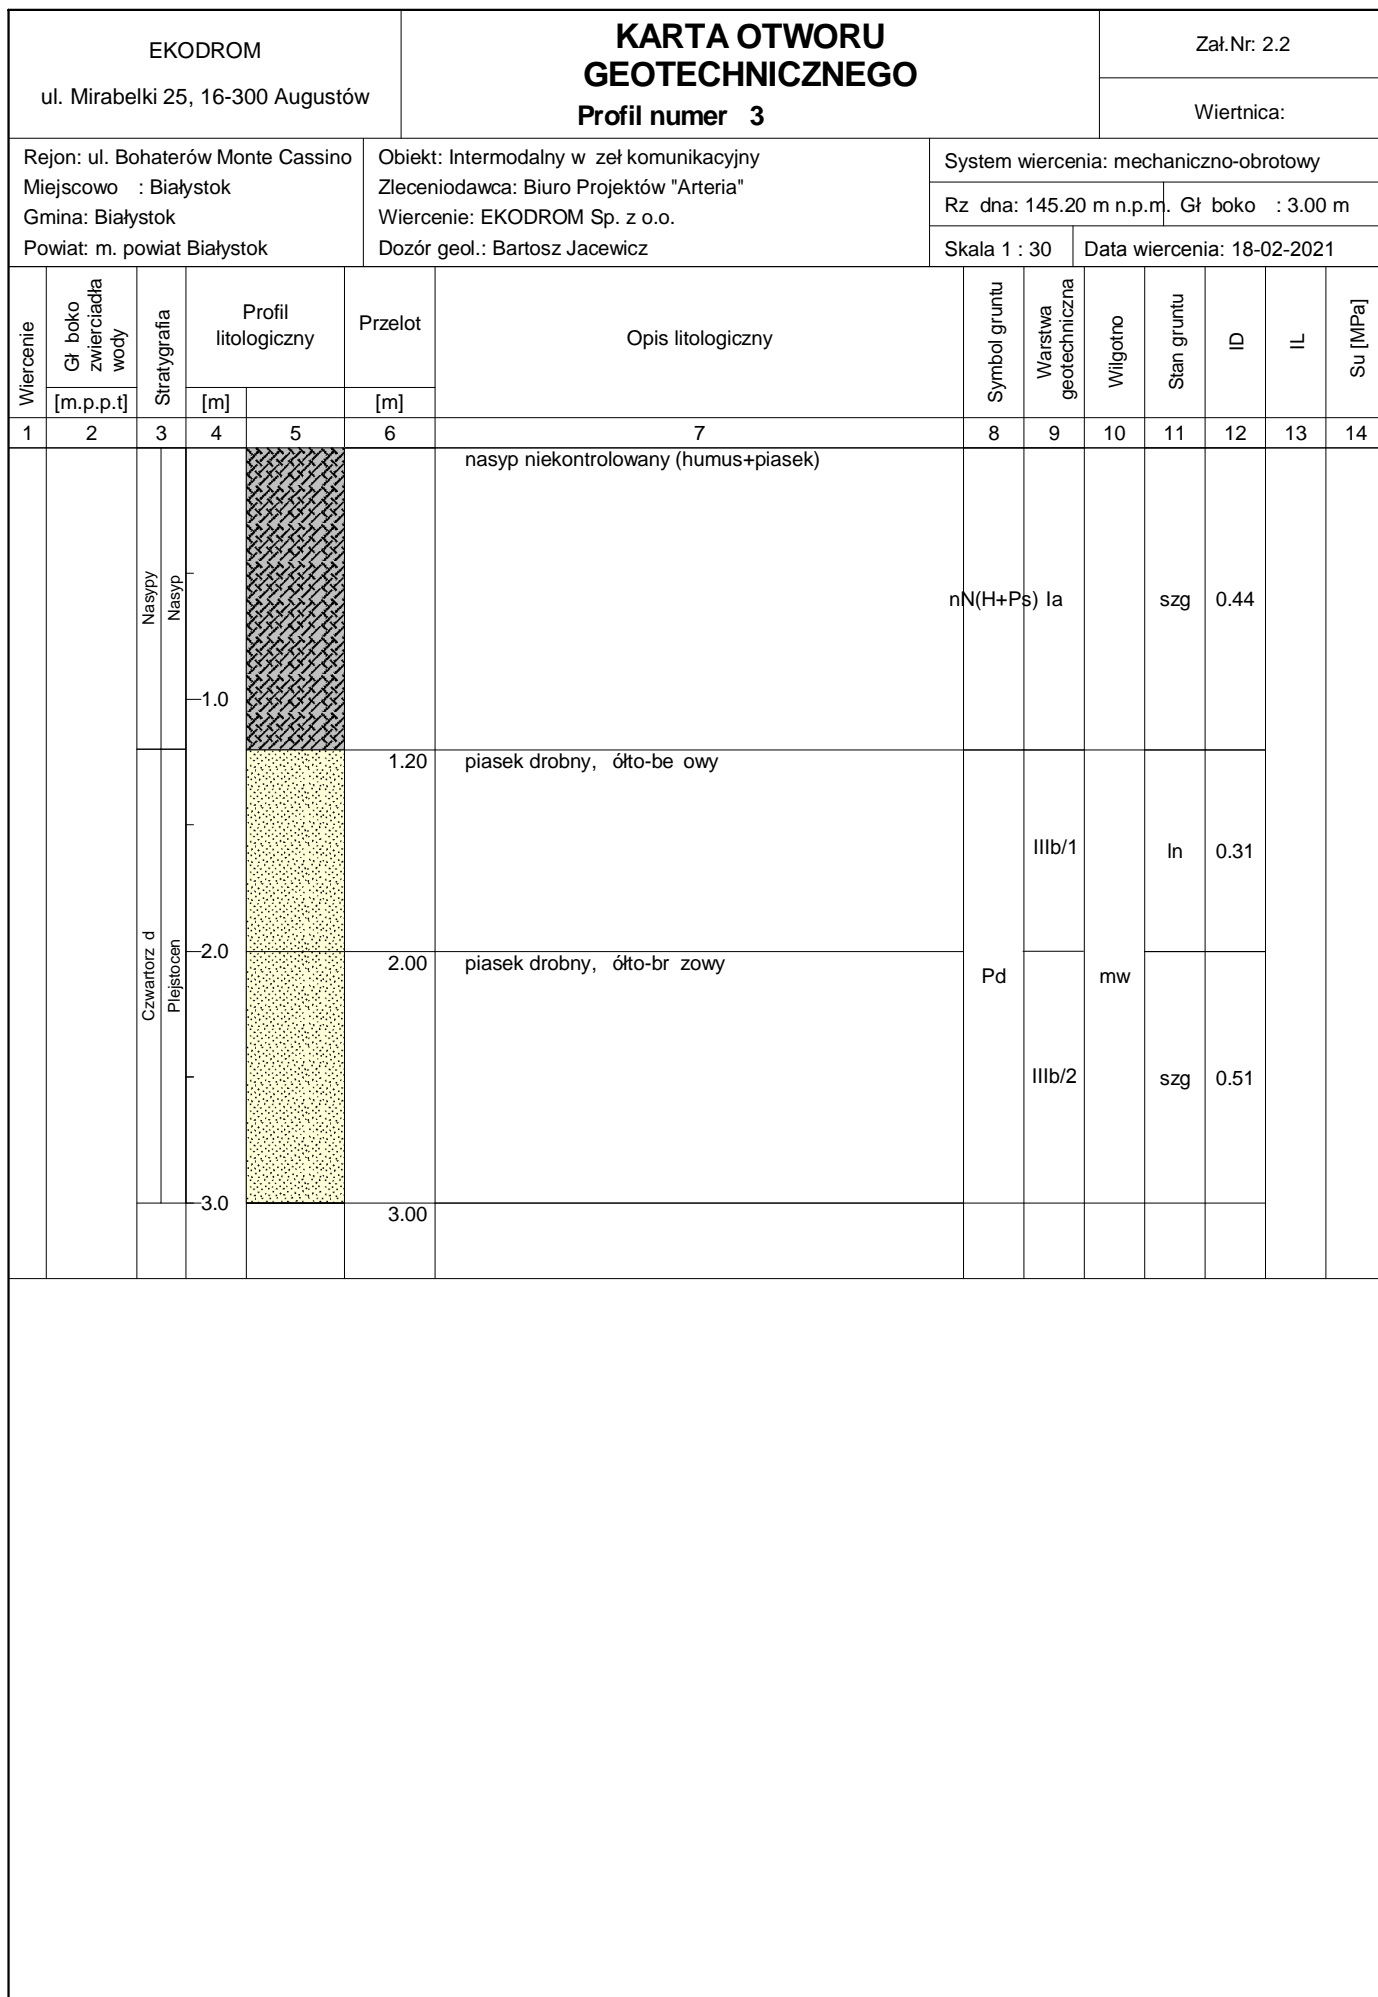 EKODROM
ul. Mirabelki 25, 16-300 Augustów
KARTA OTWORU
GEOTECHNICZNEGO
Profil numer 3
Zał.Nr: 2.2
Wiertnica:
Rejon: ul. Bohaterów Monte Cassino
Miejscowo : Białystok
Gmina: Białystok
Powiat: m. powiat Białystok
Obiekt: Intermodalny w zeł komunikacyjny
Zleceniodawca: Biuro Projektów "Arteria"
Wiercenie: EKODROM Sp. z o.o.
Dozór geol.: Bartosz Jacewicz
System wiercenia: mechaniczno-obrotowy
Rz dna: 145.20 m n.p.m. Gł boko : 3.00 m
Skala 1 : 30 Data wiercenia: 18-02-2021
Wiercenie
Gł boko
zwierciadła
wody
[m.p.p.t]
Stratygrafia
Profil
litologiczny
[m]
Przelot
[m]
Opis litologiczny
Symbol gruntu
Warstwa
geotechniczna
Wilgotno
Stan gruntu
ID
IL
Su [MPa]
1 2 3 4 5 6 7 8 9 10 11 12 13 14
nasyp niekontrolowany (humus+piasek)
Nasypy
Nasyp
nN(H+Ps) Ia szg 0.44
1.0
1.20 piasek drobny, ółto-be owy
IIIb/1 ln 0.31
Czwartorz d
Plejstocen
2.0
2.00 piasek drobny, ółto-br zowy
Pd mw
IIIb/2 szg 0.51
3.0
3.00